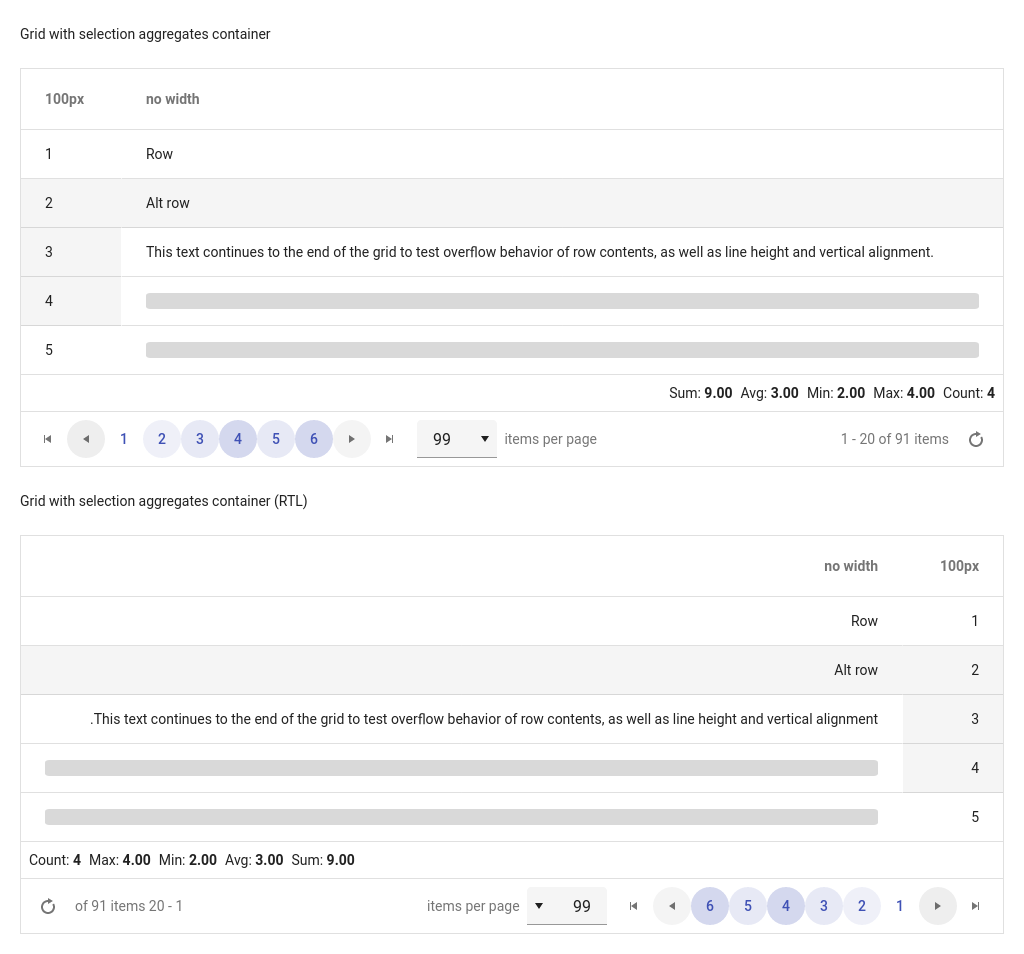 Grid with selection aggregates container
100px no width
1 Row
2 Alt row
3 This text continues to the end of the grid to test overflow behavior of row contents, as well as line height and vertical alignment.
4
5
Sum: 9.00 Avg: 3.00 Min: 2.00 Max: 4.00 Count: 4
1 2 3 4 5 6 99 items per page 1 - 20 of 91 items
Grid with selection aggregates container (RTL)
no width 100px
Row 1
Alt row 2
.This text continues to the end of the grid to test overflow behavior of row contents, as well as line height and vertical alignment 3
4
5
Count: 4 Max: 4.00 Min: 2.00 Avg: 3.00 Sum: 9.00
of 91 items 20 - 1 items per page 99 6 5 4 3 2 1